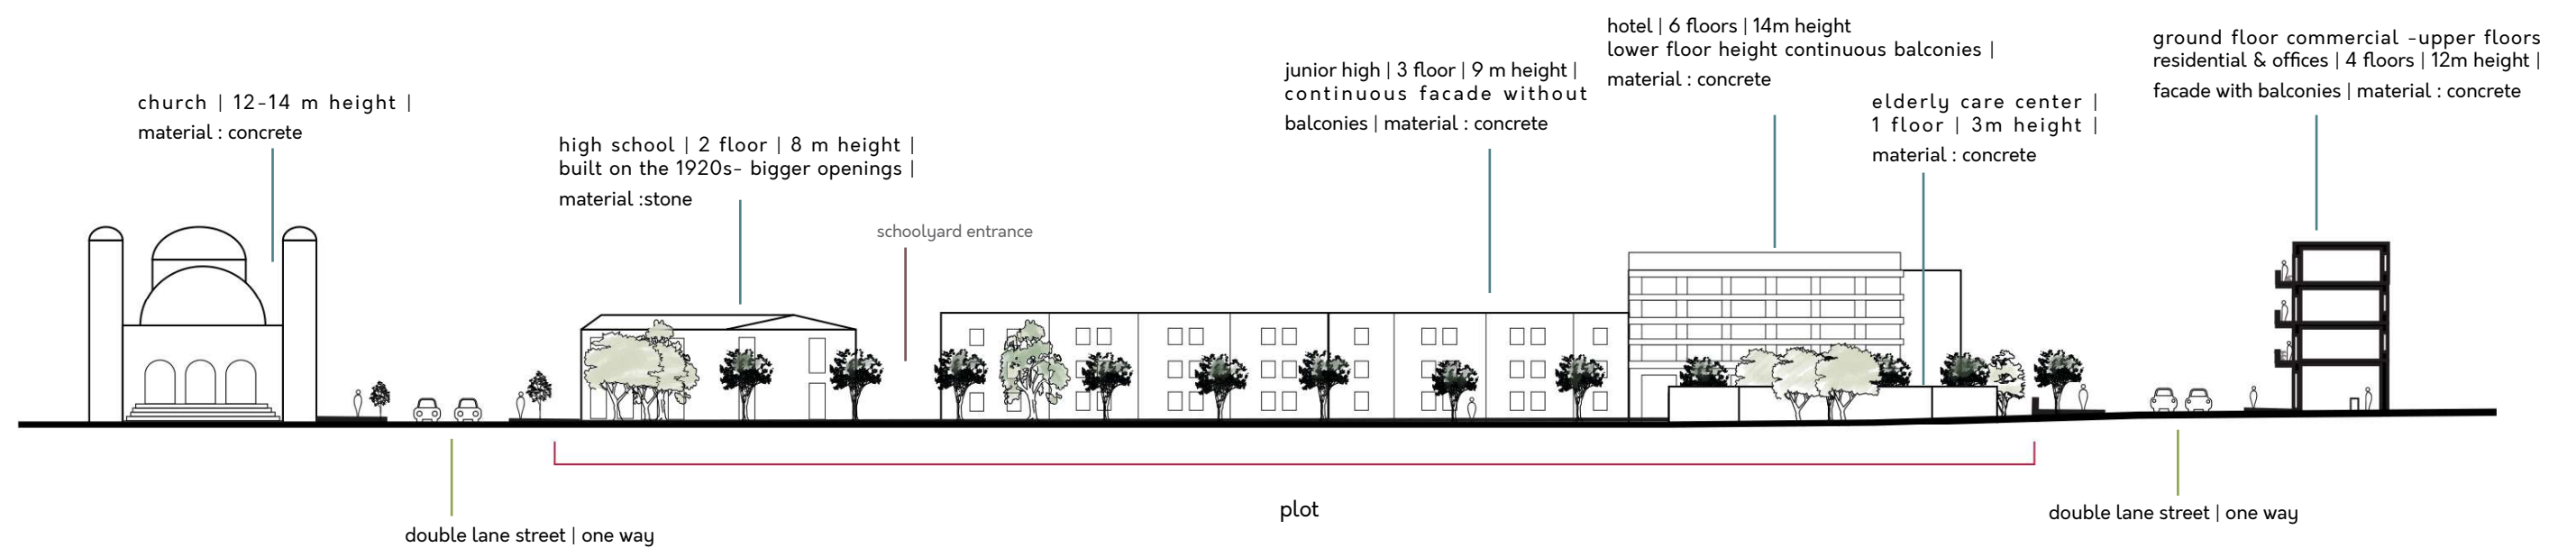 church | 12-14 m height |
material : concrete
high school | 2 floor | 8 m height |
built on the 1920s- bigger openings |
material :stone
schoolyard entrance
junior high | 3 floor | 9 m height |
continuous facade without
balconies | material : concrete
hotel | 6 floors | 14m height
lower floor height continuous balconies |
material : concrete
elderly care center |
1 floor | 3m height |
material : concrete
ground floor commercial -upper floors
residential & offices | 4 floors | 12m height |
facade with balconies | material : concrete
double lane street | one way
plot
double lane street | one way